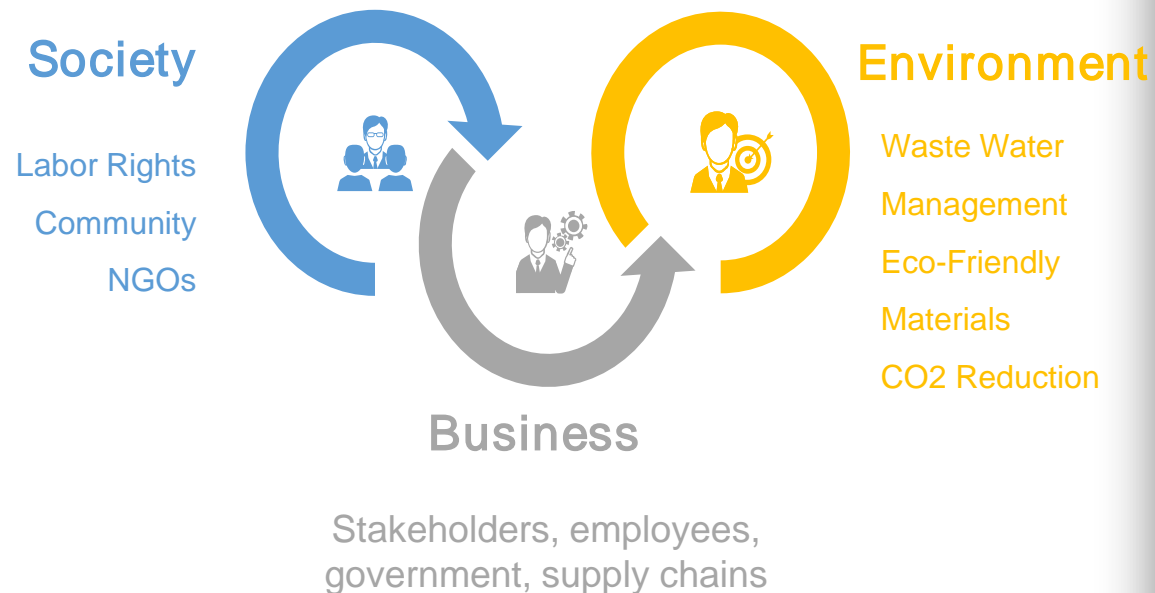 Society
Labor Rights
Community
NGOs
Environment
Waste Water
Management
Eco-Friendly
Materials
CO2 Reduction
Business
Stakeholders, employees,
government, supply chains